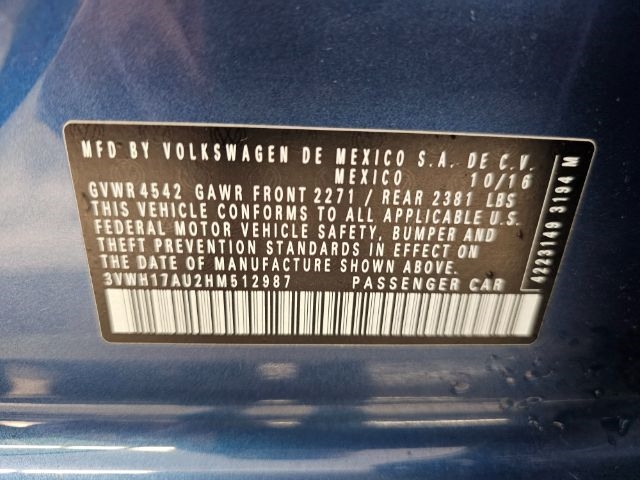 MFD BY VOLKSWAGEN DE MEXICO S.A. DE C.V.
MEXICO 10/16
GVWR 4542 GAWR FRONT 2271 / REAR 2381 LBS
THIS VEHICLE CONFORMS TO ALL APPLICABLE U.S.
FEDERAL MOTOR VEHICLE SAFETY, BUMPER AND
THEFT PREVENTION STANDARDS IN EFFECT ON
THE DATE OF MANUFACTURE SHOWN ABOVE.
3VWH17AU2HM512987 PASSENGER CAR
4223149 3194 M